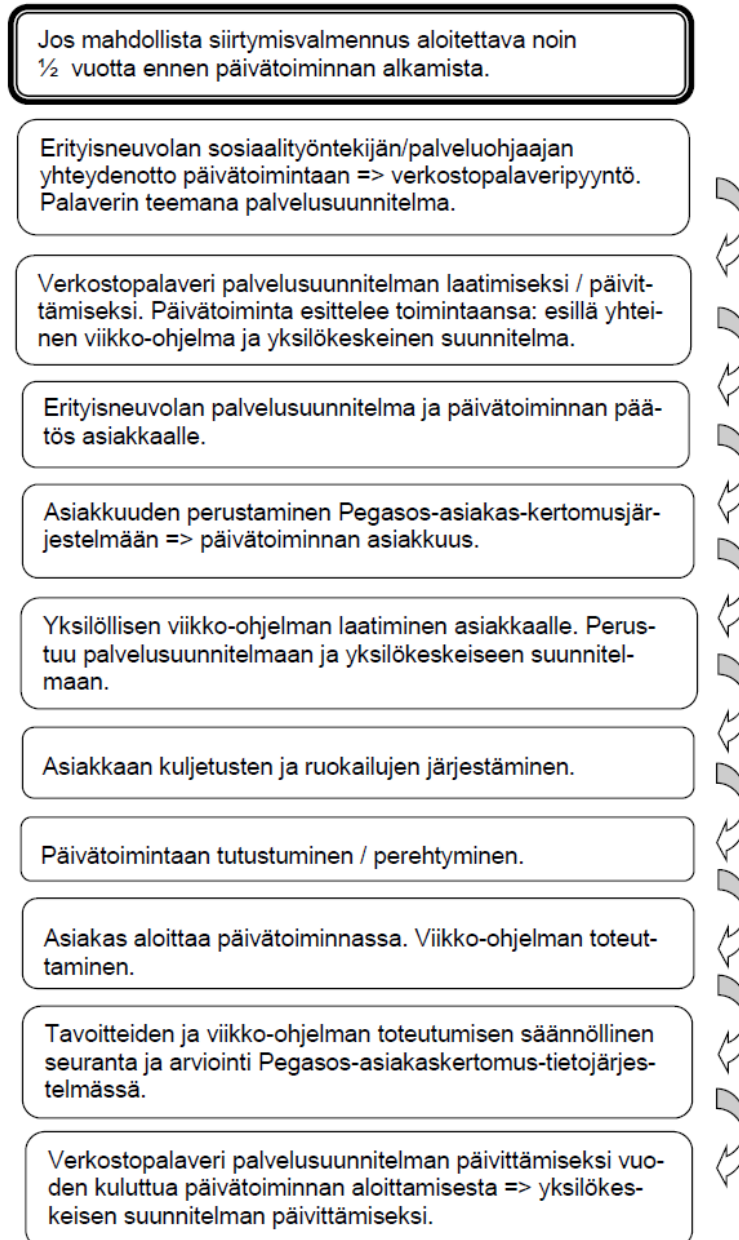 Jos mahdollista siirtymisvalmennus aloitettava noin
½ vuotta ennen päivätoiminnan alkamista.
Erityisneuvolan sosiaalityöntekijän/palveluohjaajan
yhteydenotto päivätoimintaan => verkostopalaveripyyntö.
Palaverin teemana palvelusuunnitelma.
Verkostopalaveri palvelusuunnitelman laatimiseksi / päivit-
tämiseksi. Päivätoiminta esittelee toimintaansa: esillä yhtei-
nen viikko-ohjelma ja yksilökeskeinen suunnitelma.
Erityisneuvolan palvelusuunnitelma ja päivätoiminnan pää-
tös asiakkaalle.
Asiakkuuden perustaminen Pegasos-asiakas-kertomusjär-
jestelmään => päivätoiminnan asiakkuus.
Yksilöllisen viikko-ohjelman laatiminen asiakkaalle. Perus-
tuu palvelusuunnitelmaan ja yksilökeskeiseen suunnitel-
maan.
Asiakkaan kuljetusten ja ruokailujen järjestäminen.
Päivätoimintaan tutustuminen / perehtyminen.
Asiakas aloittaa päivätoiminnassa. Viikko-ohjelman toteut-
taminen.
Tavoitteiden ja viikko-ohjelman toteutumisen säännöllinen
seuranta ja arviointi Pegasos-asiakaskertomus-tietojärjes-
telmässä.
Verkostopalaveri palvelusuunnitelman päivittämiseksi vuo-
den kuluttua päivätoiminnan aloittamisesta => yksilökes-
keisen suunnitelman päivittämiseksi.